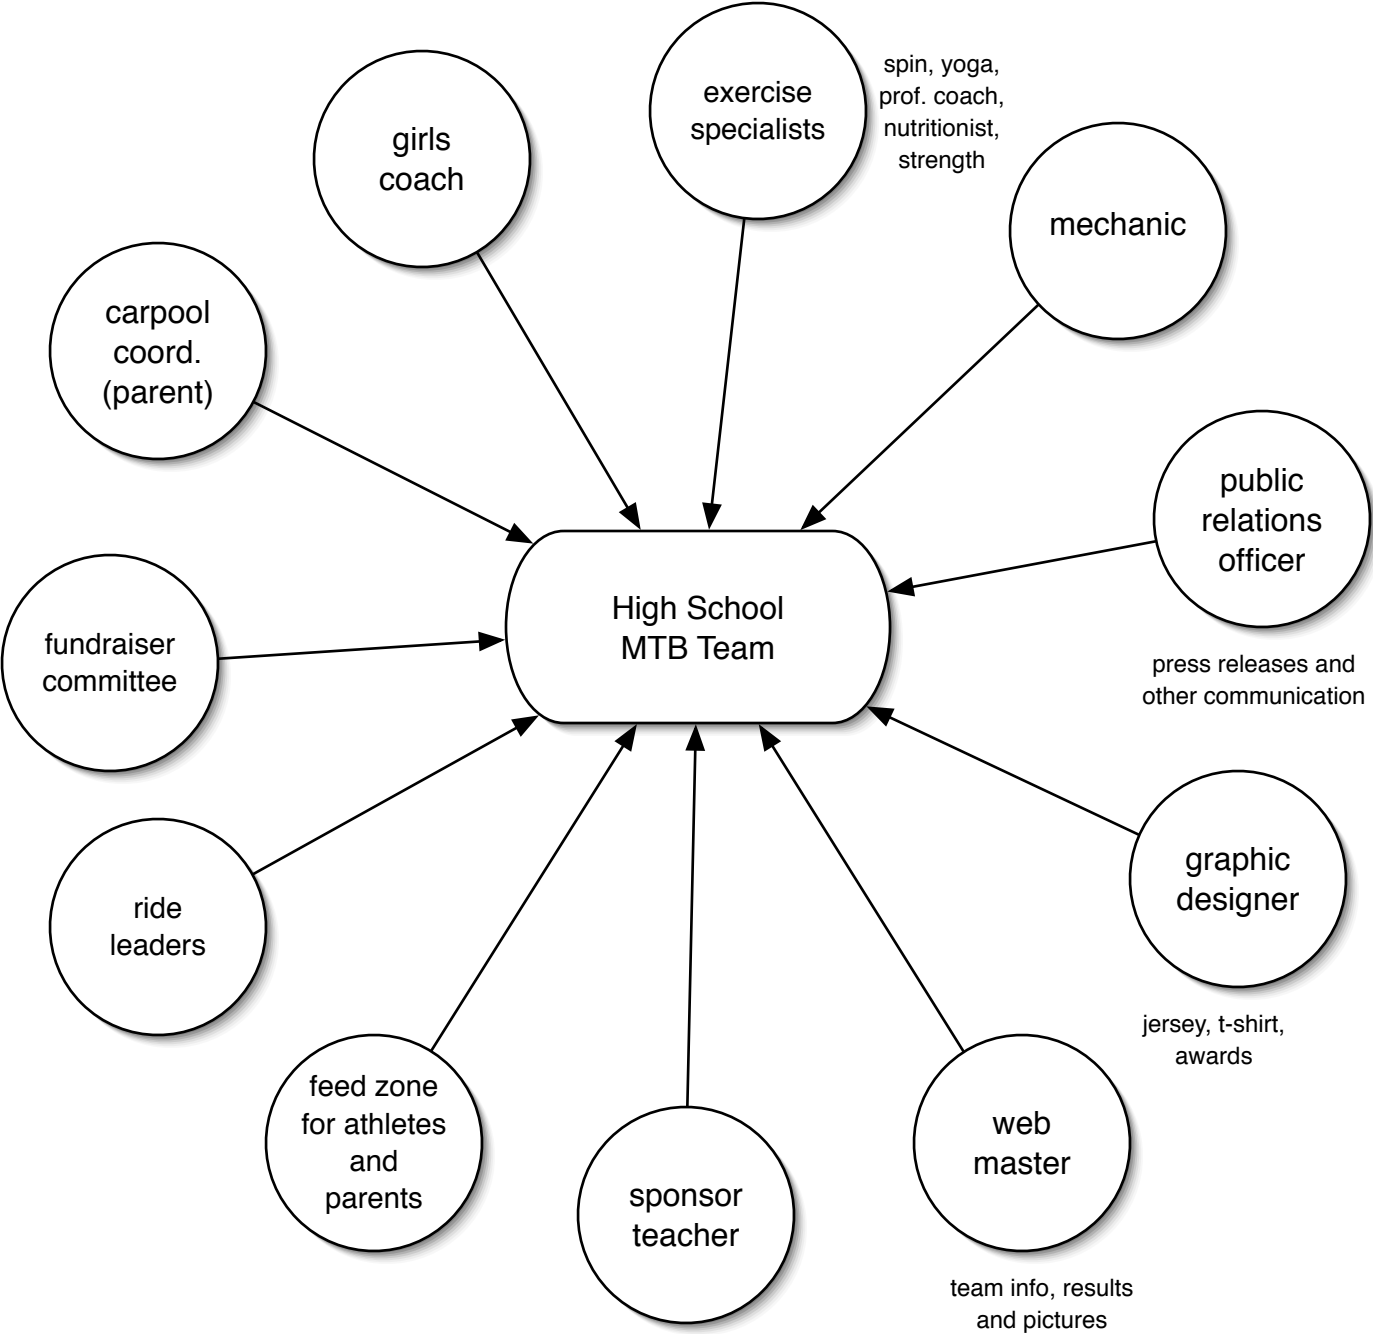 exercise
specialists
spin, yoga,
prof. coach,
nutritionist,
strength
girls
coach
mechanic
carpool
coord.
(parent)
public
relations
officer
press releases and
other communication
High School
MTB Team
fundraiser
committee
graphic
designer
jersey, t-shirt,
awards
ride
leaders
feed zone
for athletes
and
parents
sponsor
teacher
web
master
team info, results
and pictures